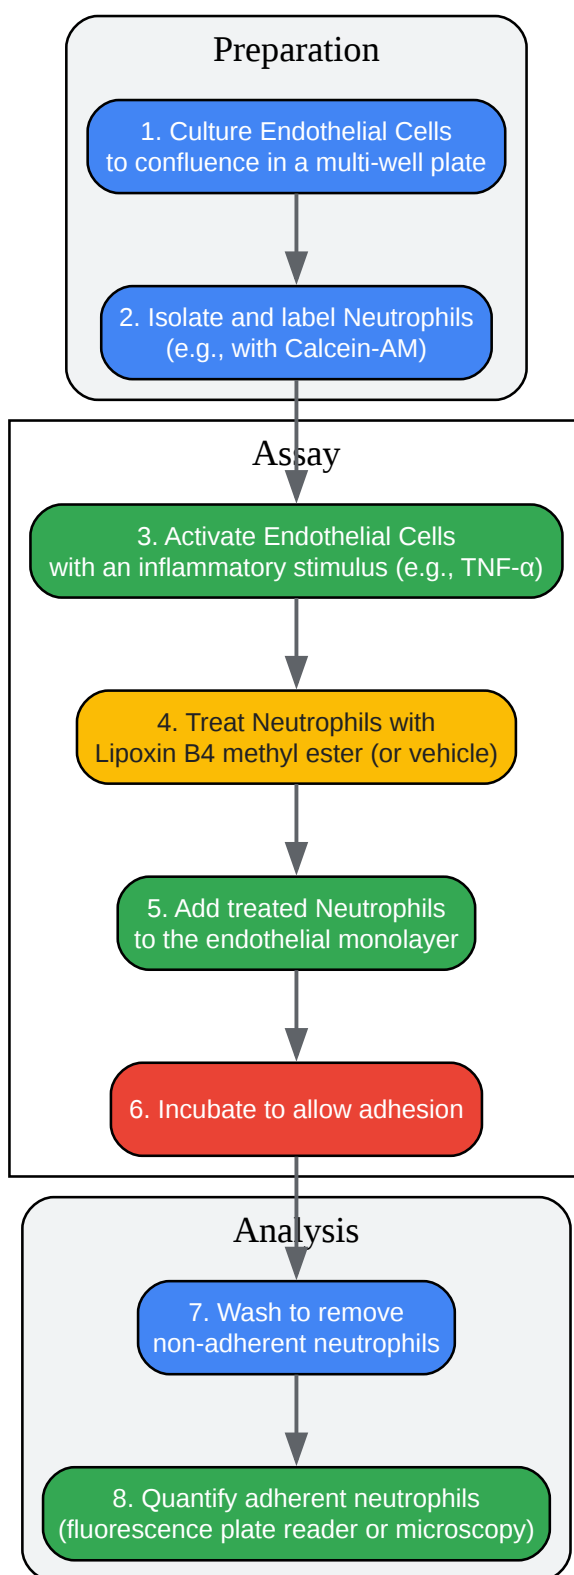 Preparation
1. Culture Endothelial Cells
to confluence in a multi-well plate
2. Isolate and label Neutrophils
(e.g., with Calcein-AM)
Assay
3. Activate Endothelial Cells
with an inflammatory stimulus (e.g., TNF-α)
4. Treat Neutrophils with
Lipoxin B4 methyl ester (or vehicle)
5. Add treated Neutrophils
to the endothelial monolayer
6. Incubate to allow adhesion
Analysis
7. Wash to remove
non-adherent neutrophils
8. Quantify adherent neutrophils
(fluorescence plate reader or microscopy)